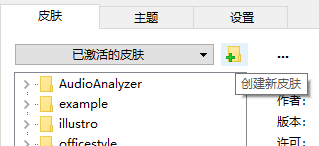 皮肤 主题 设置
已激活的皮肤 ...
AudioAnalyzer 创建新皮肤
example 作者:
illustro 版本:
officestyle 许可: